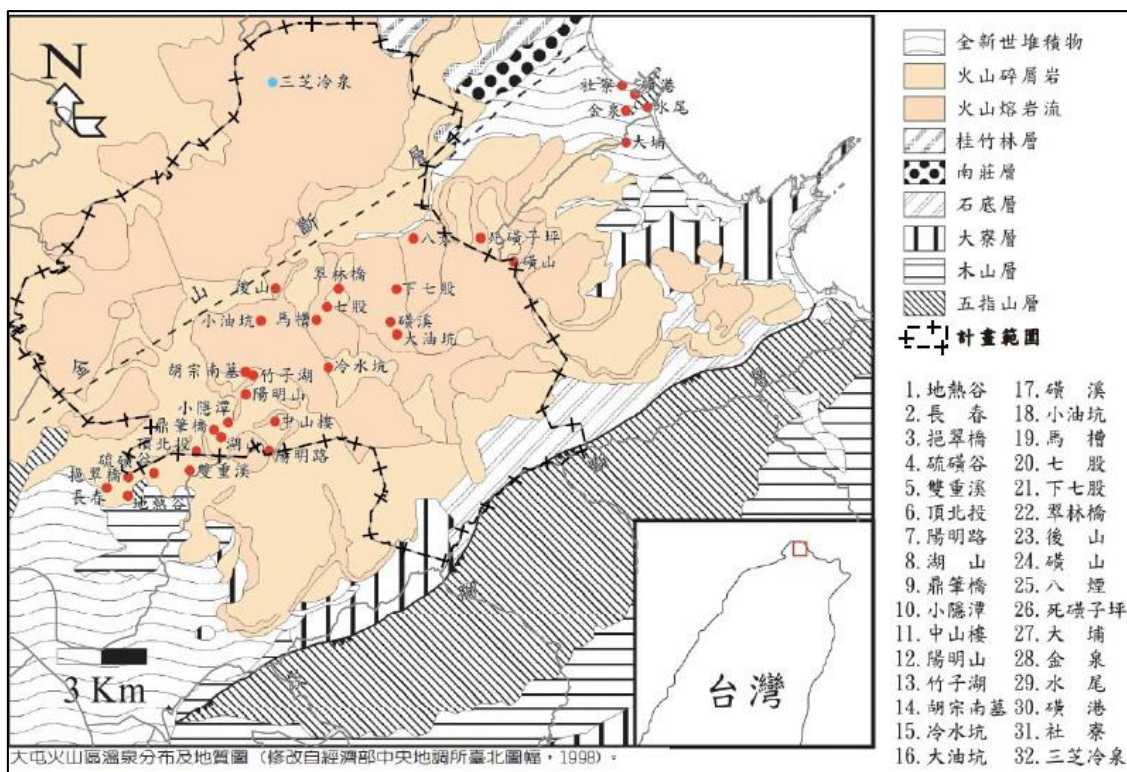 N
三芝冷泉
社寮
磺港
金泉
水尾
大埔
層
斷
山
金
八煙
死磺子坪
磺山
翠林橋
後山
下七股
七股
小油坑
馬槽
磺溪
大油坑
冷水坑
胡宗南墓
竹子湖
陽明山
小隱潭
中山樓
鼎筆橋
湖
頂北投
陽明路
硫磺谷
雙重溪
挹翠橋
長春
地熱谷
3 Km
台灣
全新世堆積物
火山碎屑岩
火山熔岩流
桂竹林層
南莊層
石底層
大寮層
木山層
五指山層
計畫範圍
1. 地熱谷
2. 長 春
3. 挹翠橋
4. 硫磺谷
5. 雙重溪
6. 頂北投
7. 陽明路
8. 湖 山
9. 鼎筆橋
10. 小隱潭
11. 中山樓
12. 陽明山
13. 竹子湖
14. 胡宗南墓
15. 冷水坑
16. 大油坑
17. 磺 溪
18. 小油坑
19. 馬 槽
20. 七 股
21. 下七股
22. 翠林橋
23. 後 山
24. 磺 山
25. 八 煙
26. 死磺子坪
27. 大 埔
28. 金 泉
29. 水 尾
30. 磺 港
31. 社 寮
32. 三芝冷泉
大屯火山區溫泉分布及地質圖（修改自經濟部中央地調所臺北圖幅，1998）。